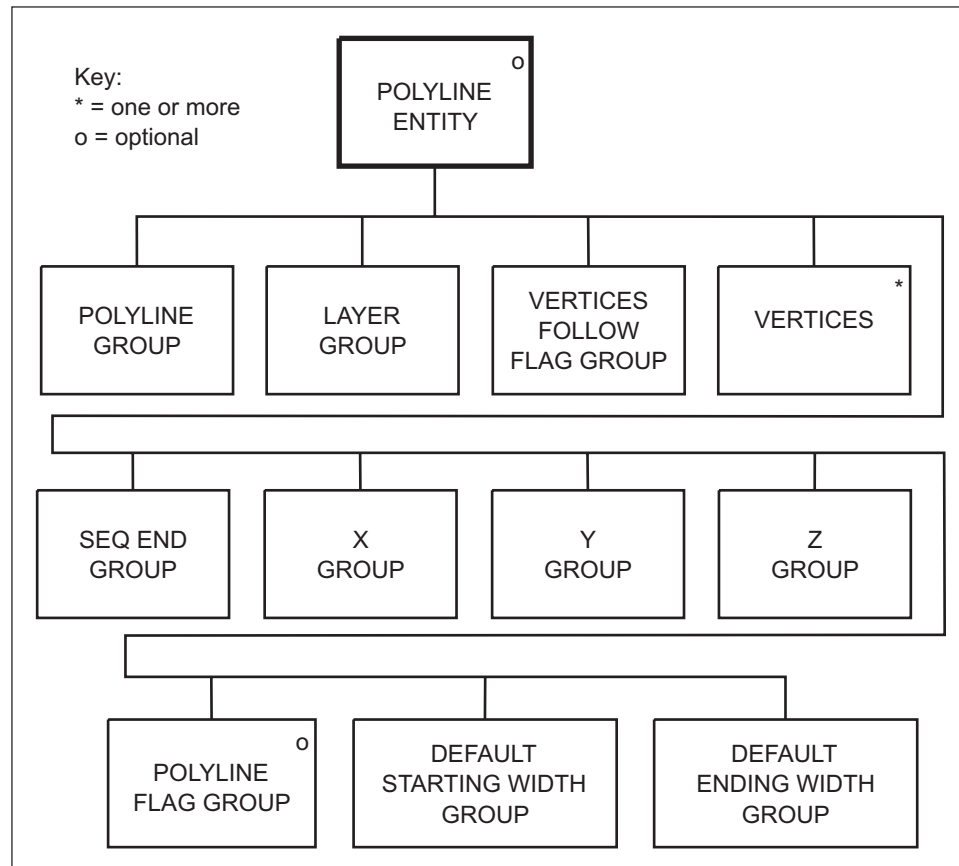 Key:
* = one or more
o = optional
o
POLYLINE
ENTITY
POLYLINE
GROUP
LAYER
GROUP
VERTICES
FOLLOW
FLAG GROUP
*
VERTICES
SEQ END
GROUP
X
GROUP
Y
GROUP
Z
GROUP
o
POLYLINE
FLAG GROUP
DEFAULT
STARTING WIDTH
GROUP
DEFAULT
ENDING WIDTH
GROUP